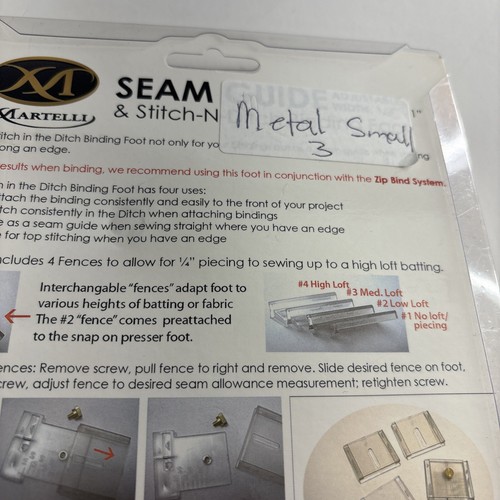 XM
MARTELLI
SEAM GUIDE
& Stitch-N
1"
Metal Small
3
titch in the Ditch Binding Foot not only for yo
ong an edge.
ing
results when binding, we recommend using this foot in conjunction with the Zip Bind System.
h in the Ditch Binding Foot has four uses:
ttach the binding consistently and easily to the front of your project
tch consistently in the Ditch when attaching bindings
e as a seam guide when sewing straight where you have an edge
e for top stitching when you have an edge
ncludes 4 Fences to allow for ¼" piecing to sewing up to a high loft batting.
Interchangable "fences" adapt foot to
various heights of batting or fabric
The #2 "fence" comes preattached
to the snap on presser foot.
#4 High Loft
#3 Med. Loft
#2 Low Loft
#1 No loft/
piecing
ences: Remove screw, pull fence to right and remove. Slide desired fence on foot.
crew, adjust fence to desired seam allowance measurement; retighten screw.